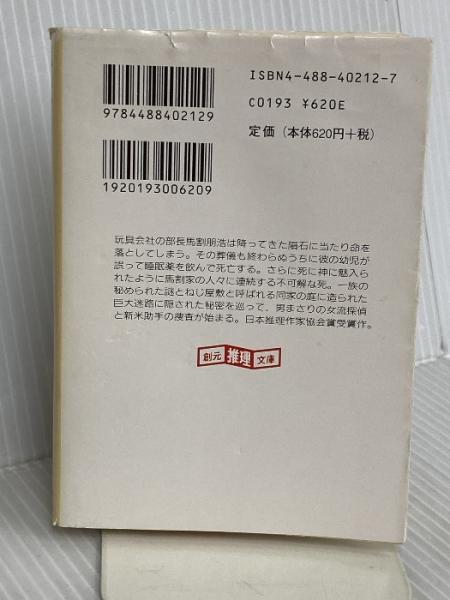 ISBN4-488-40212-7
C0193 ¥620E
定価(本体620円+税)
9784488402129
1920193006209
玩具会社の部長馬割朋浩は降ってきた隕石に当たり命を
落としてしまう。その葬儀も終わらぬうちに彼の幼児が
誤って睡眠薬を飲んで死亡する。さらに死に神に魅入ら
れたように馬割家の人々に連続する不可解な死。一族の
秘められた謎とねじ屋敷と呼ばれる同家の庭に造られた
巨大迷路に隠された秘密を巡って、男まさりの女流探偵
と新米助手の捜査が始まる。日本推理作家協会賞受賞作。
創元 推理 文庫